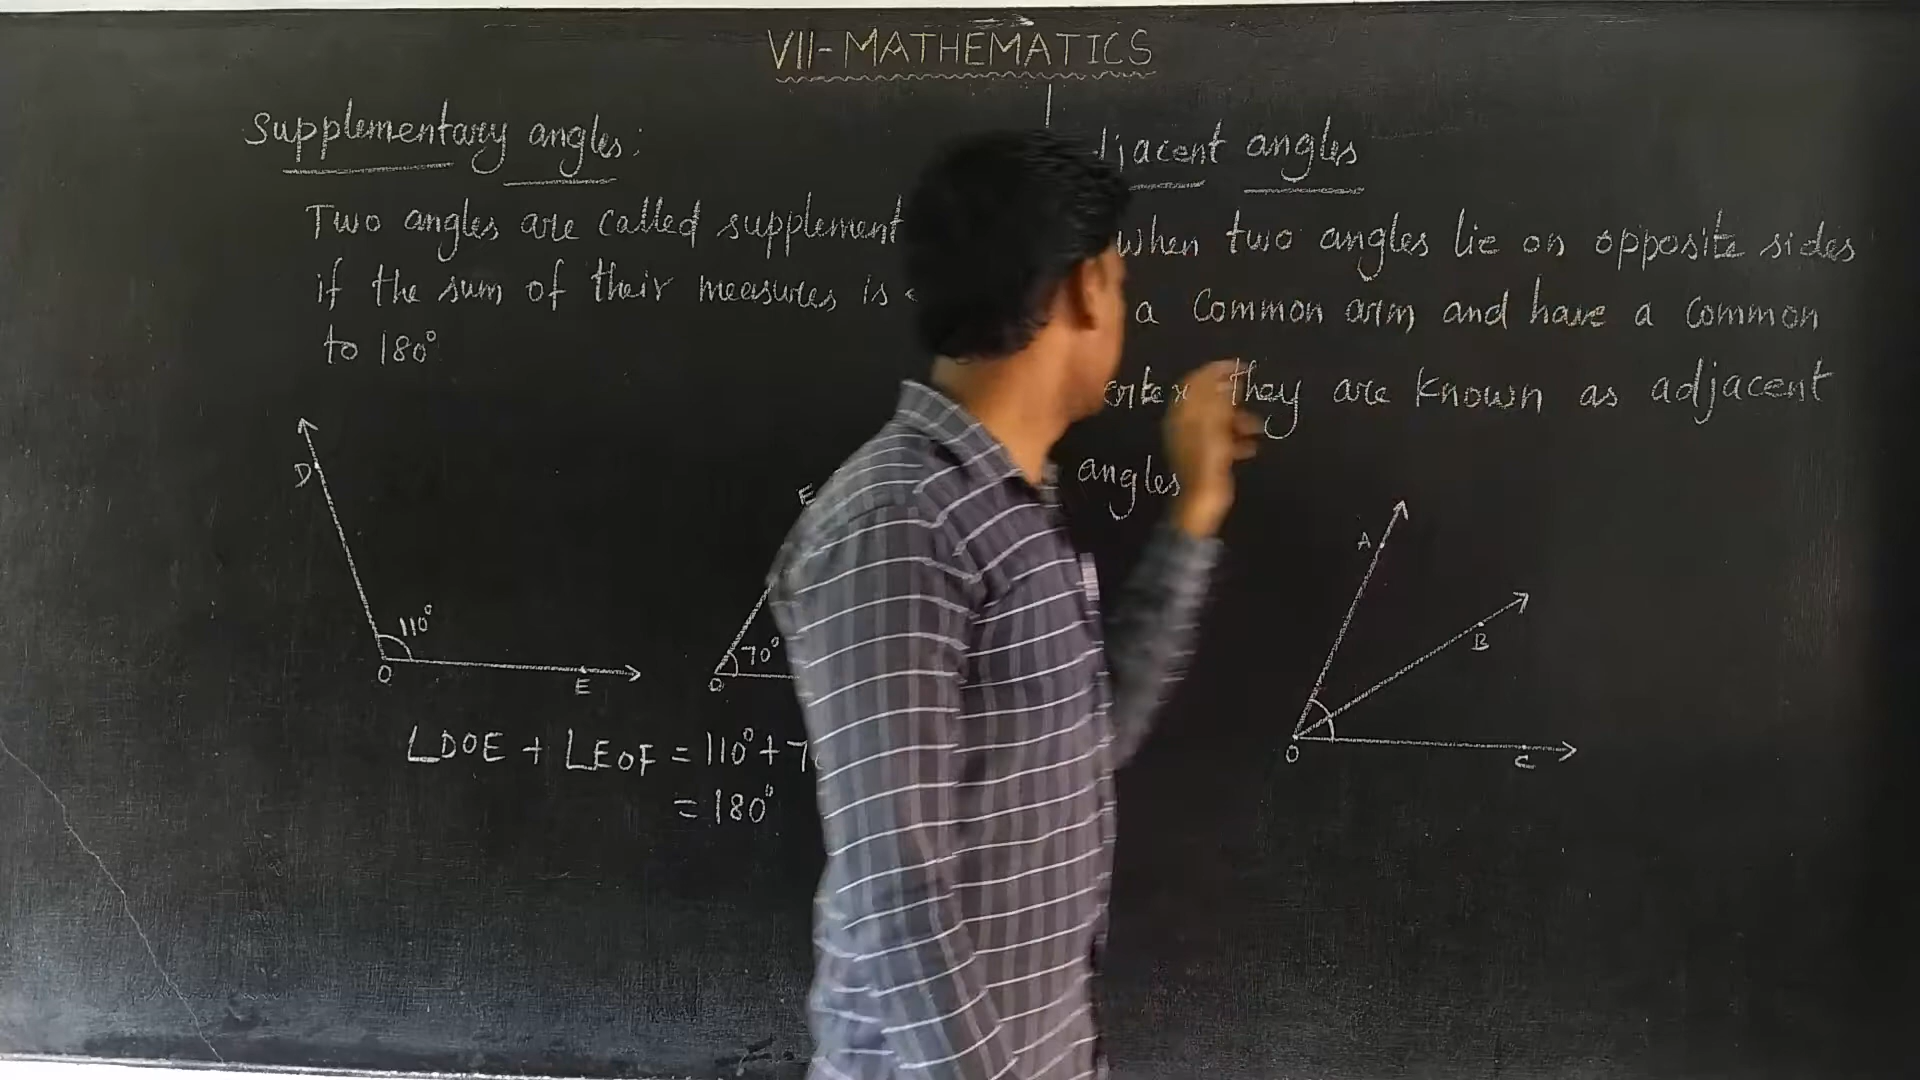 VII-MATHEMATICS
Supplementary angles:
Two angles are called supplement
if the sum of their measures is
to 180°
D
110°
O
E
E
70°
O
∠DOE + ∠EOF = 110° + 7
= 180°
djacent angles
when two angles lie on opposite sides
a common arm and have a common
ertex they are known as adjacent
angles
A
B
O
C